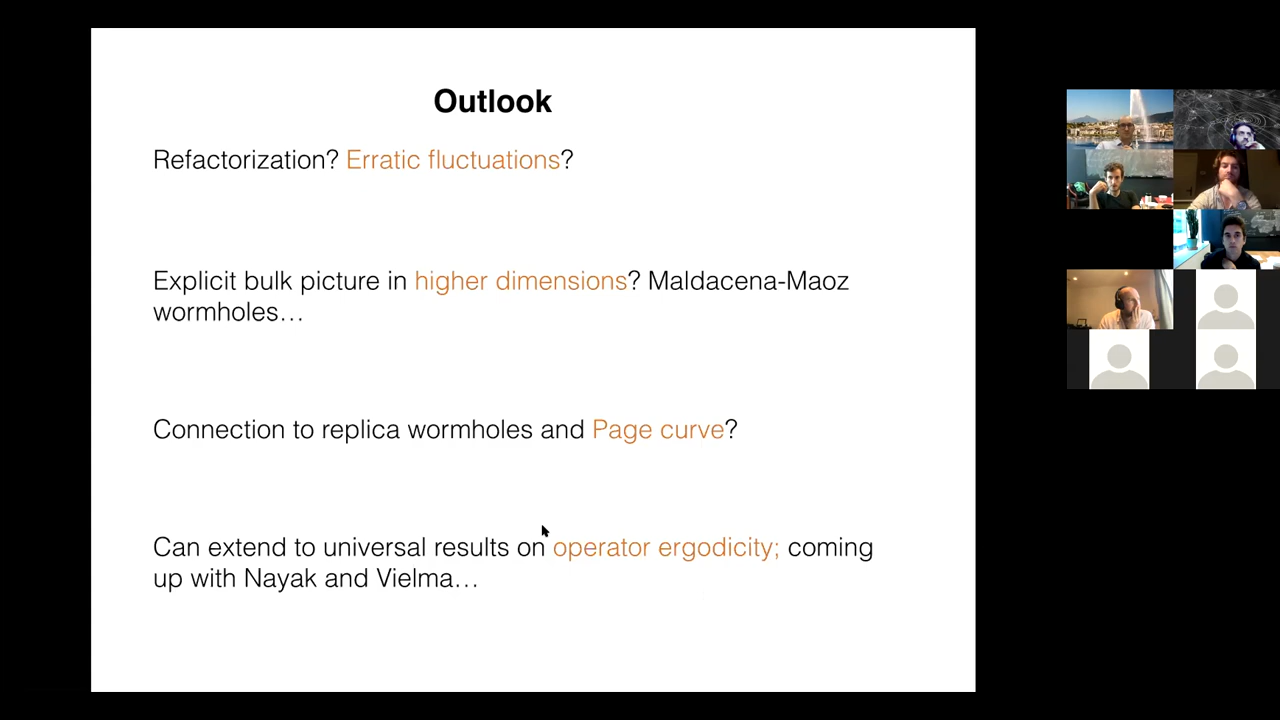 Outlook
Refactorization? Erratic fluctuations?
Explicit bulk picture in higher dimensions? Maldacena-Maoz
wormholes…
Connection to replica wormholes and Page curve?
Can extend to universal results on operator ergodicity; coming
up with Nayak and Vielma…